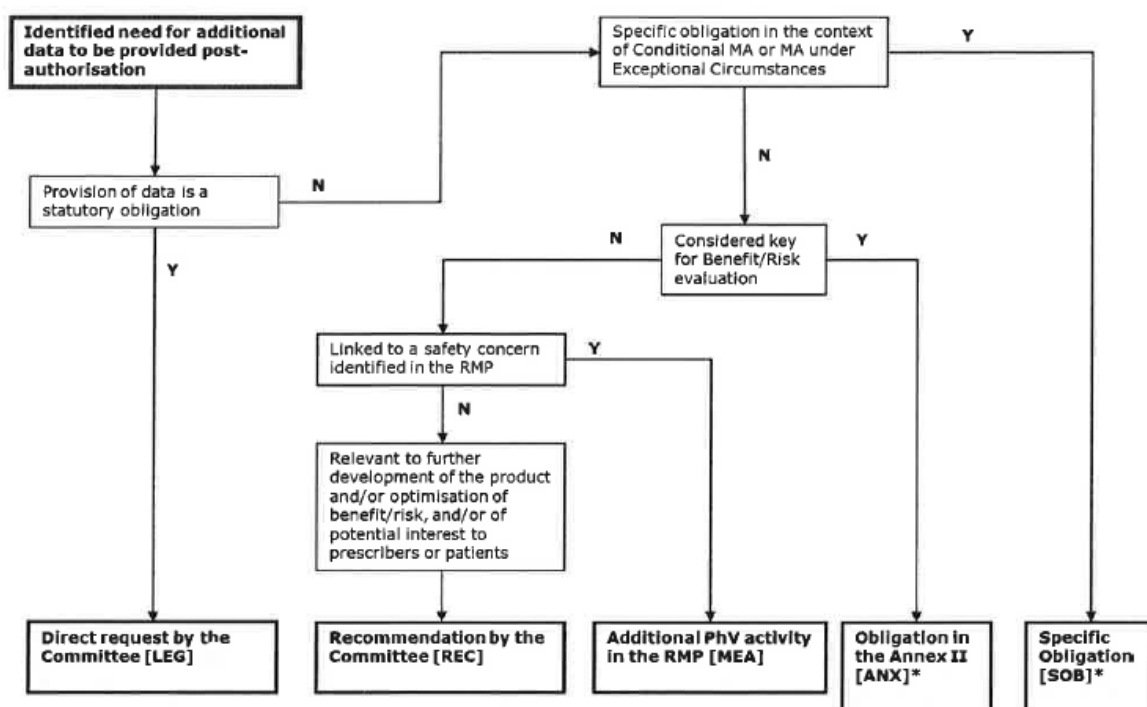 Identified need for additional
data to be provided post-
authorisation
Specific obligation in the context
of Conditional MA or MA under
Exceptional Circumstances
Y
N
Provision of data is a
statutory obligation
N
Y
N
Considered key
for Benefit/Risk
evaluation
Y
Linked to a safety concern
identified in the RMP
Y
N
Relevant to further
development of the product
and/or optimisation of
benefit/risk, and/or of
potential interest to
prescribers or patients
Direct request by the
Committee [LEG]
Recommendation by the
Committee [REC]
Additional PhV activity
in the RMP [MEA]
Obligation in
the Annex II
[ANX]*
Specific
Obligation
[SOB]*